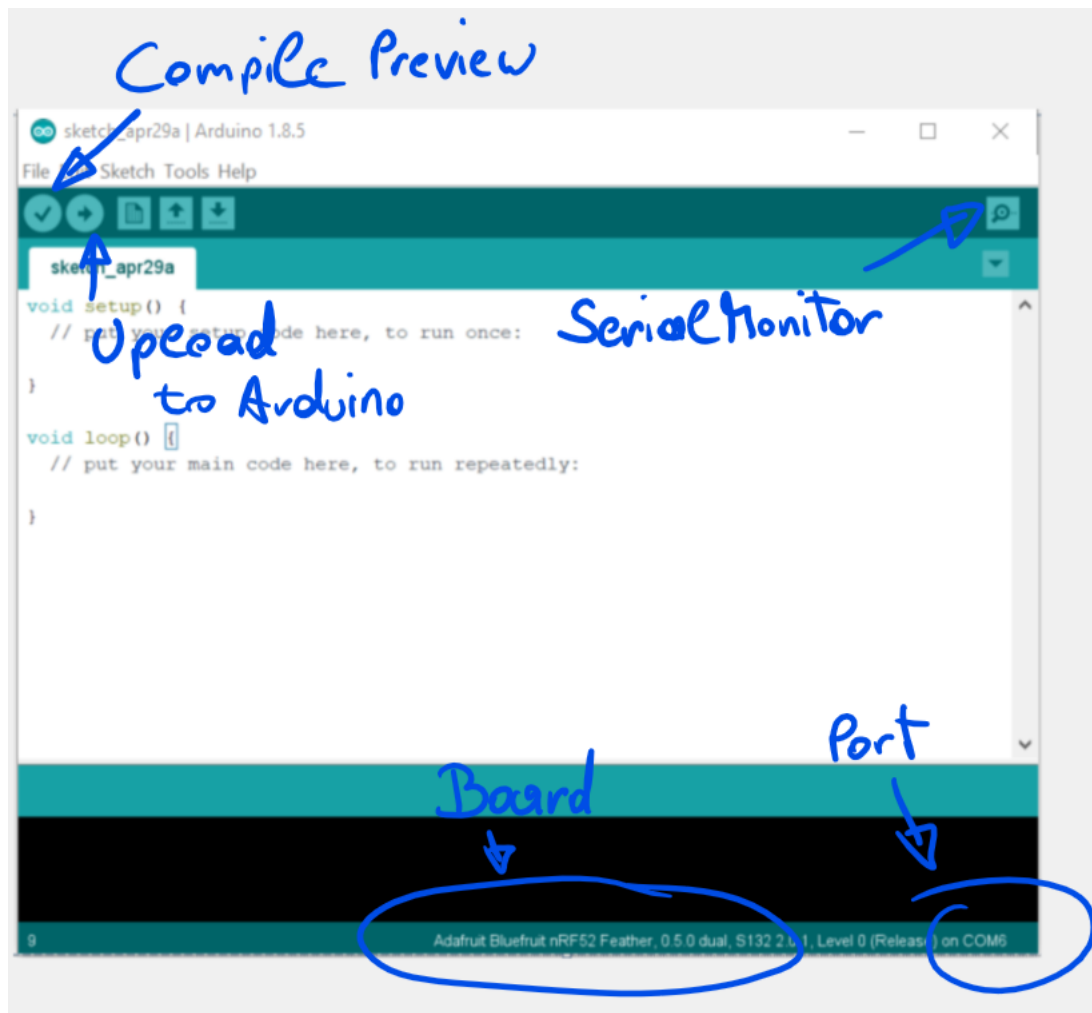 Compile Preview
sketch_apr29a | Arduino 1.8.5
File Sketch Tools Help
sketch_apr29a
void setup() {
// put your setup code here, to run once:
Upload
to Arduino
Serial Monitor
}
void loop() {
// put your main code here, to run repeatedly:
}
Port
Board
9
Adafruit Bluefruit nRF52 Feather, 0.5.0 dual, S132 2.0.1, Level 0 (Release) on COM6